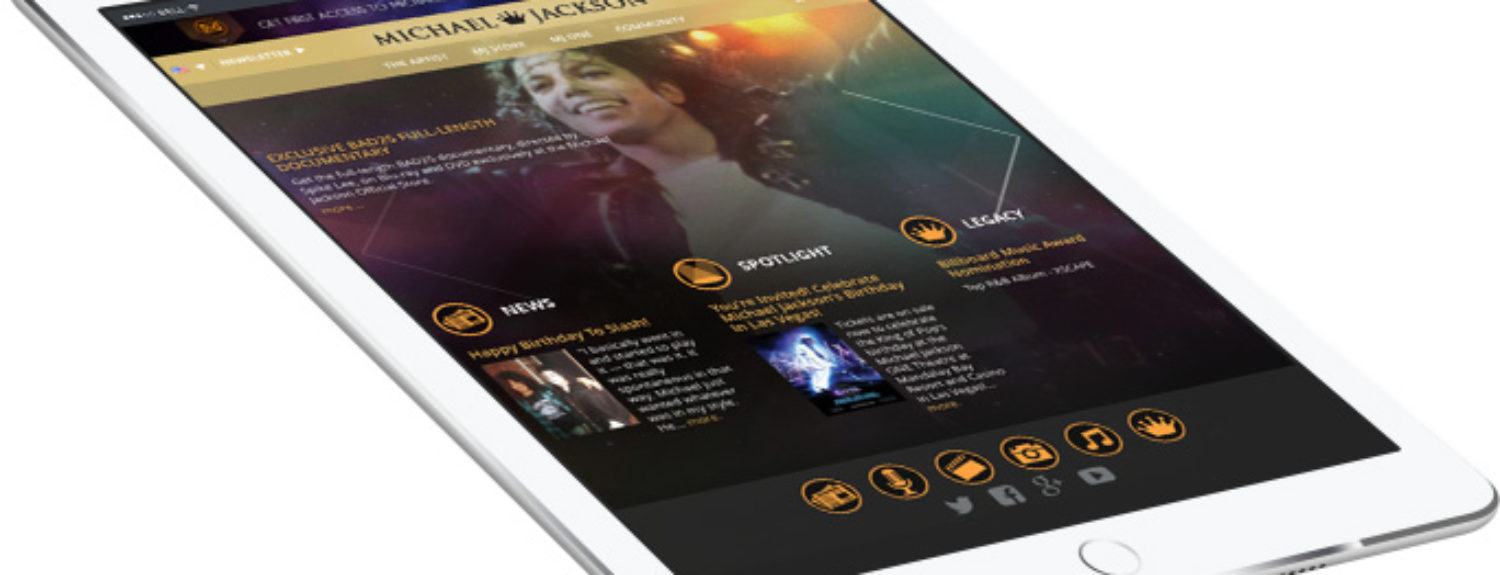 BELL
GET FIRST ACCESS TO MICHAEL
NEWSLETTER
MICHAEL JACKSON
THE ARTIST MJ STORE MJ ONE COMMUNITY
EXCLUSIVE BAD25 FULL-LENGTH
DOCUMENTARY
Get the full-length BAD25 documentary, directed by
Spike Lee, on Blu-ray and DVD exclusively at the Michael
Jackson Official Store.
more...
NEWS
Happy Birthday To Slash!
"I basically went in
and started to play
it — that was it. It
was really
spontaneous in that
way. Michael just
wanted whatever
was in my style.
He... more.
SPOTLIGHT
You're Invited! Celebrate
Michael Jackson's Birthday
In Las Vegas!
Tickets are on sale
now to celebrate
the King of Pop's
birthday at the
Michael Jackson
ONE Theatre at
Mandalay Bay
Resort and Casino
in Las Vegas!...
more.
LEGACY
Billboard Music Award
Nomination
Top R&B Album - XSCAPE